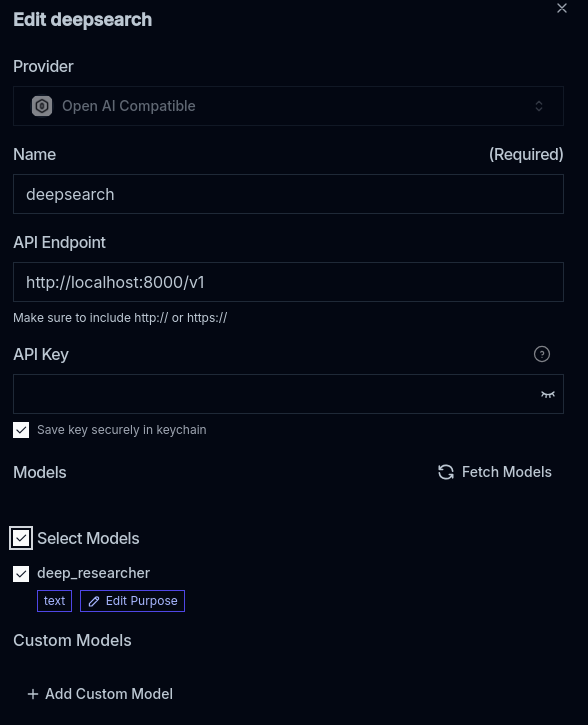 Edit deepsearch
Provider
Open AI Compatible
Name (Required)
deepsearch
API Endpoint
http://localhost:8000/v1
Make sure to include http:// or https://
API Key
Save key securely in keychain
Models Fetch Models
Select Models
deep_researcher
text Edit Purpose
Custom Models
+ Add Custom Model